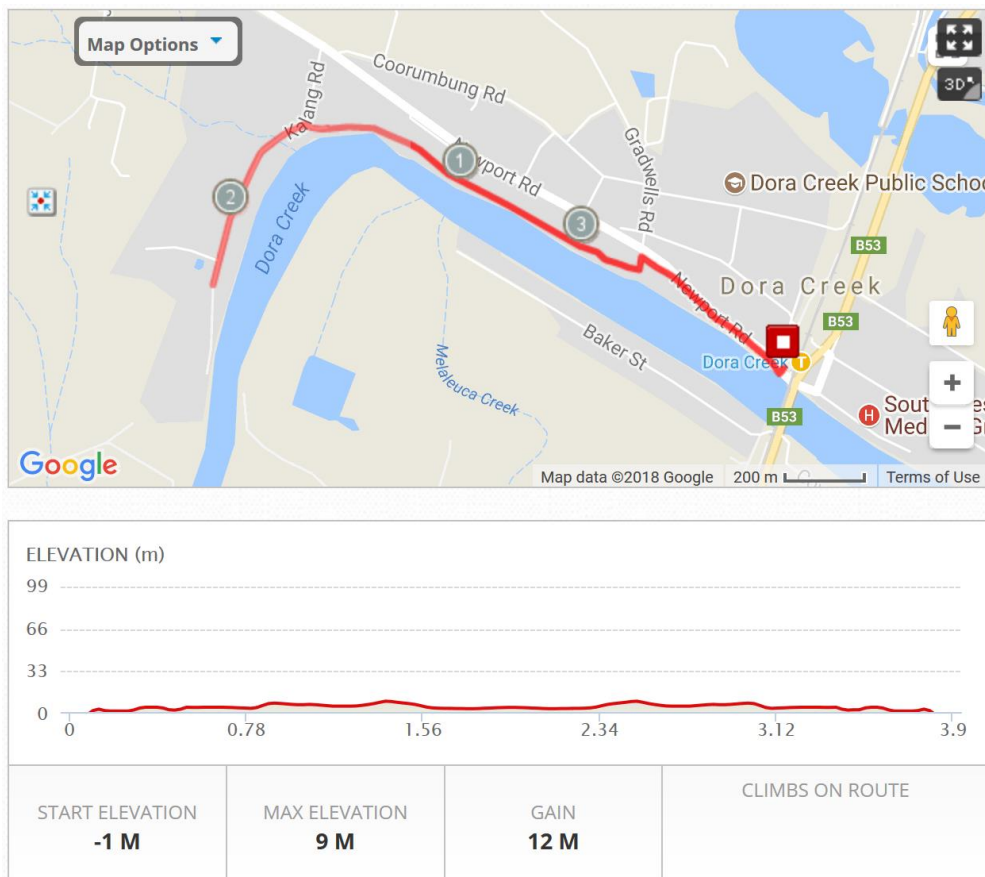 Map Options
Coorumbung Rd
Kalang Rd
Newport Rd
Gradwells Rd
3D
1
2
3
Dora Creek Public Schoo
B53
Dora Creek
Dora Creek
Newport Rd
B53
Baker St
Dora Creek
T
Melaleuca Creek
B53
H
Google
Map data ©2018 Google
200 m
Terms of Use
ELEVATION (m)
99
66
33
0
0 0.78 1.56 2.34 3.12 3.9
START ELEVATION
-1 M
MAX ELEVATION
9 M
GAIN
12 M
CLIMBS ON ROUTE